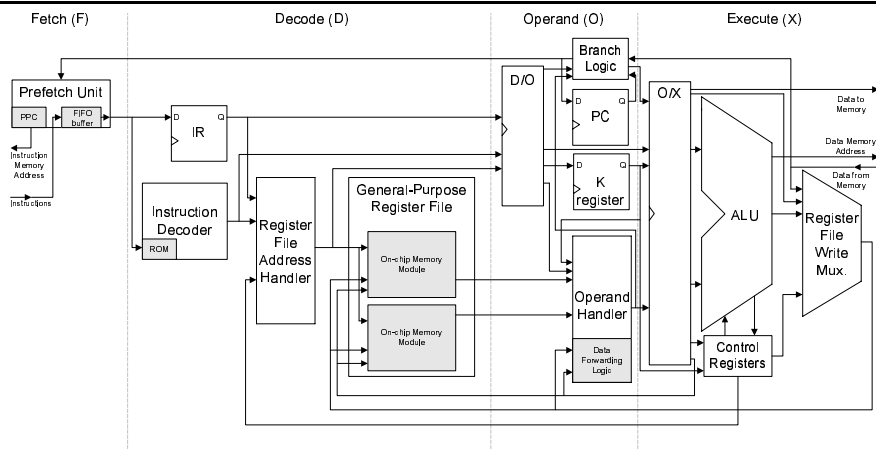 Fetch (F)
Decode (D)
Operand (O)
Execute (X)
Prefetch Unit
PPC
FIFO
buffer
Instruction
Memory
Address
Instructions
D
Q
IR
Instruction
Decoder
ROM
Register
File
Address
Handler
General-Purpose
Register File
On-chip Memory
Module
On-chip Memory
Module
D/O
Branch
Logic
D
Q
PC
D
Q
K
register
Operand
Handler
Data
Forwarding
Logic
O/X
ALU
Control
Registers
Data to
Memory
Data Memory
Address
Data from
Memory
Register
File
Write
Mux.